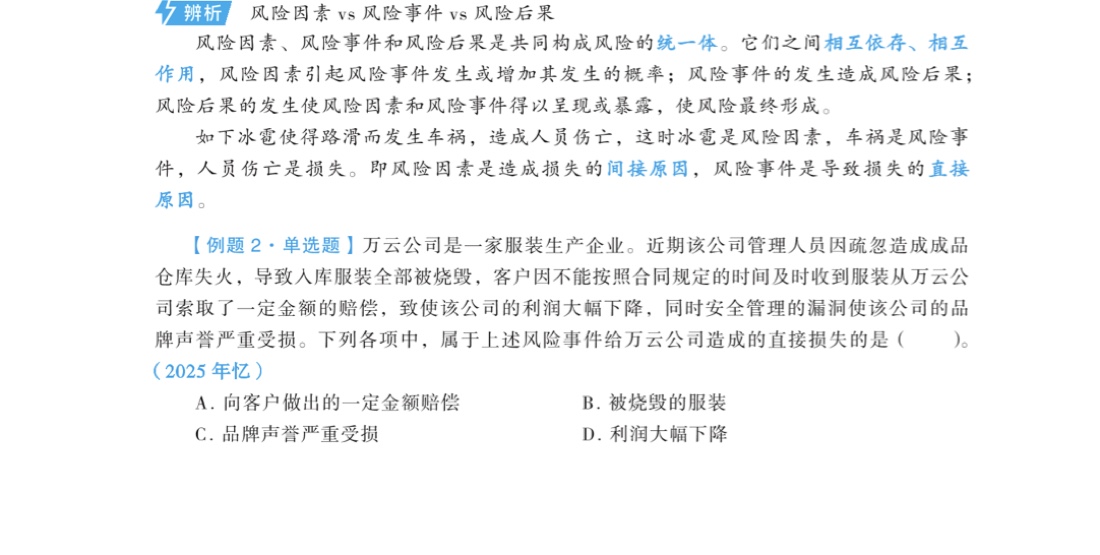 辨析 风险因素 vs 风险事件 vs 风险后果
风险因素、风险事件和风险后果是共同构成风险的统一体。它们之间相互依存、相互
作用，风险因素引起风险事件发生或增加其发生的概率；风险事件的发生造成风险后果；
风险后果的发生使风险因素和风险事件得以呈现或暴露，使风险最终形成。
如下冰雹使得路滑而发生车祸，造成人员伤亡，这时冰雹是风险因素，车祸是风险事
件，人员伤亡是损失。即风险因素是造成损失的间接原因，风险事件是导致损失的直接
原因。
【例题 2·单选题】万云公司是一家服装生产企业。近期该公司管理人员因疏忽造成成品
仓库失火，导致入库服装全部被烧毁，客户因不能按照合同规定的时间及时收到服装从万云公
司索取了一定金额的赔偿，致使该公司的利润大幅下降，同时安全管理的漏洞使该公司的品
牌声誉严重受损。下列各项中，属于上述风险事件给万云公司造成的直接损失的是（　　）。
（2025 年忆）
A. 向客户做出的一定金额赔偿 B. 被烧毁的服装
C. 品牌声誉严重受损 D. 利润大幅下降